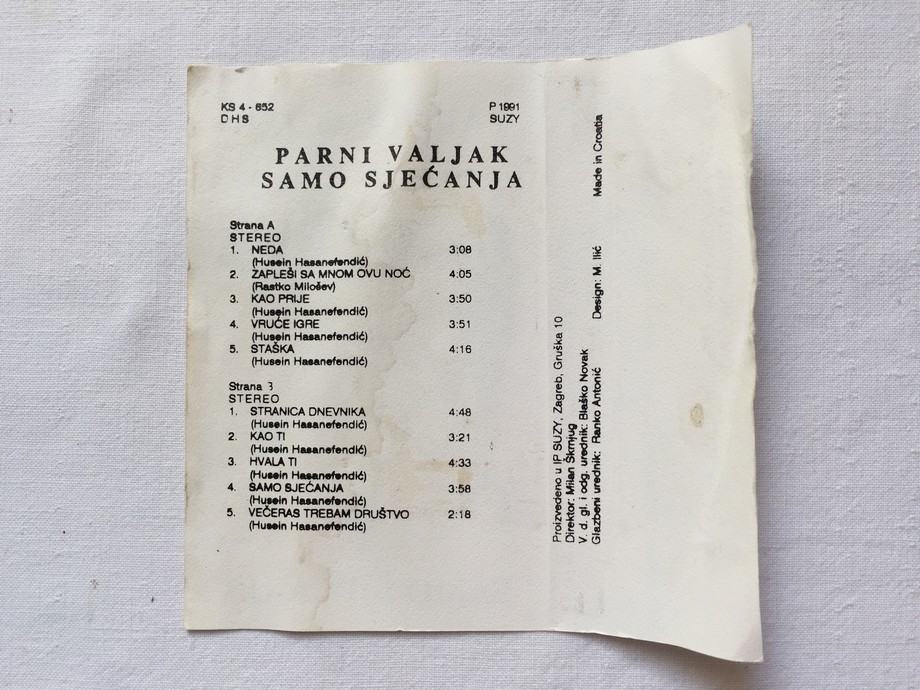 KS 4 - 652
DHS
P 1991
SUZY
PARNI VALJAK
SAMO SJEĆANJA
Strana A
STEREO
1. NEDA 3:08
(Husein Hasanefendić)
2. ZAPLEŠI SA MNOM OVU NOĆ 4:05
(Rastko Milošev)
3. KAO PRIJE 3:50
(Husein Hasanefendić)
4. VRUĆE IGRE 3:51
(Husein Hasanefendić)
5. STAŠKA 4:16
(Husein Hasanefendić)
Strana B
STEREO
1. STRANICA DNEVNIKA 4:48
(Husein Hasanefendić)
2. KAO TI 3:21
(Husein Hasanefendić)
3. HVALA TI 4:33
(Husein Hasanefendić)
4. SAMO SJEĆANJA 3:58
(Husein Hasanefendić)
5. VEČERAS TREBAM DRUŠTVO 2:18
(Husein Hasanefendić)
Proizvedeno u IP SUZY, Zagreb, Gruška 10
Direktor: Milan Škrnjug
V. d. gl. i odg. urednik: Blaško Novak
Glazbeni urednik: Ranko Antonić Design: M. Ilić Made in Croatia